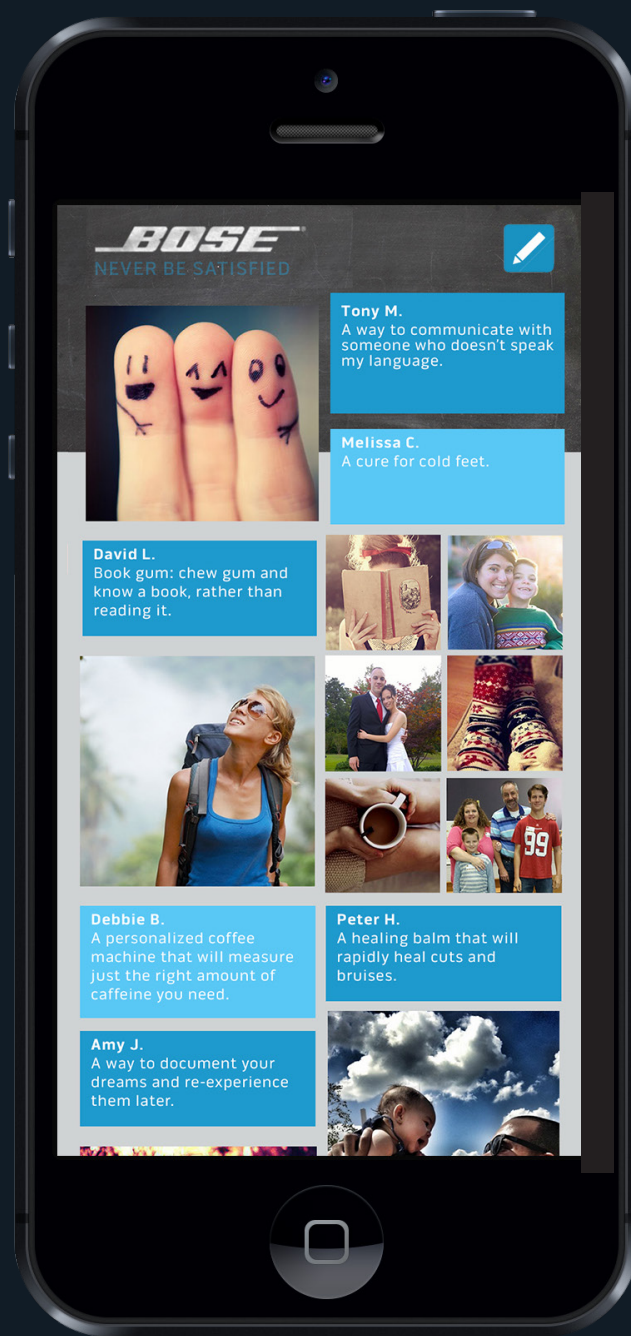 BOSE
NEVER BE SATISFIED
Tony M.
A way to communicate with
someone who doesn't speak
my language.
Melissa C.
A cure for cold feet.
David L.
Book gum: chew gum and
know a book, rather than
reading it.
99
Debbie B.
A personalized coffee
machine that will measure
just the right amount of
caffeine you need.
Peter H.
A healing balm that will
rapidly heal cuts and
bruises.
Amy J.
A way to document your
dreams and re-experience
them later.